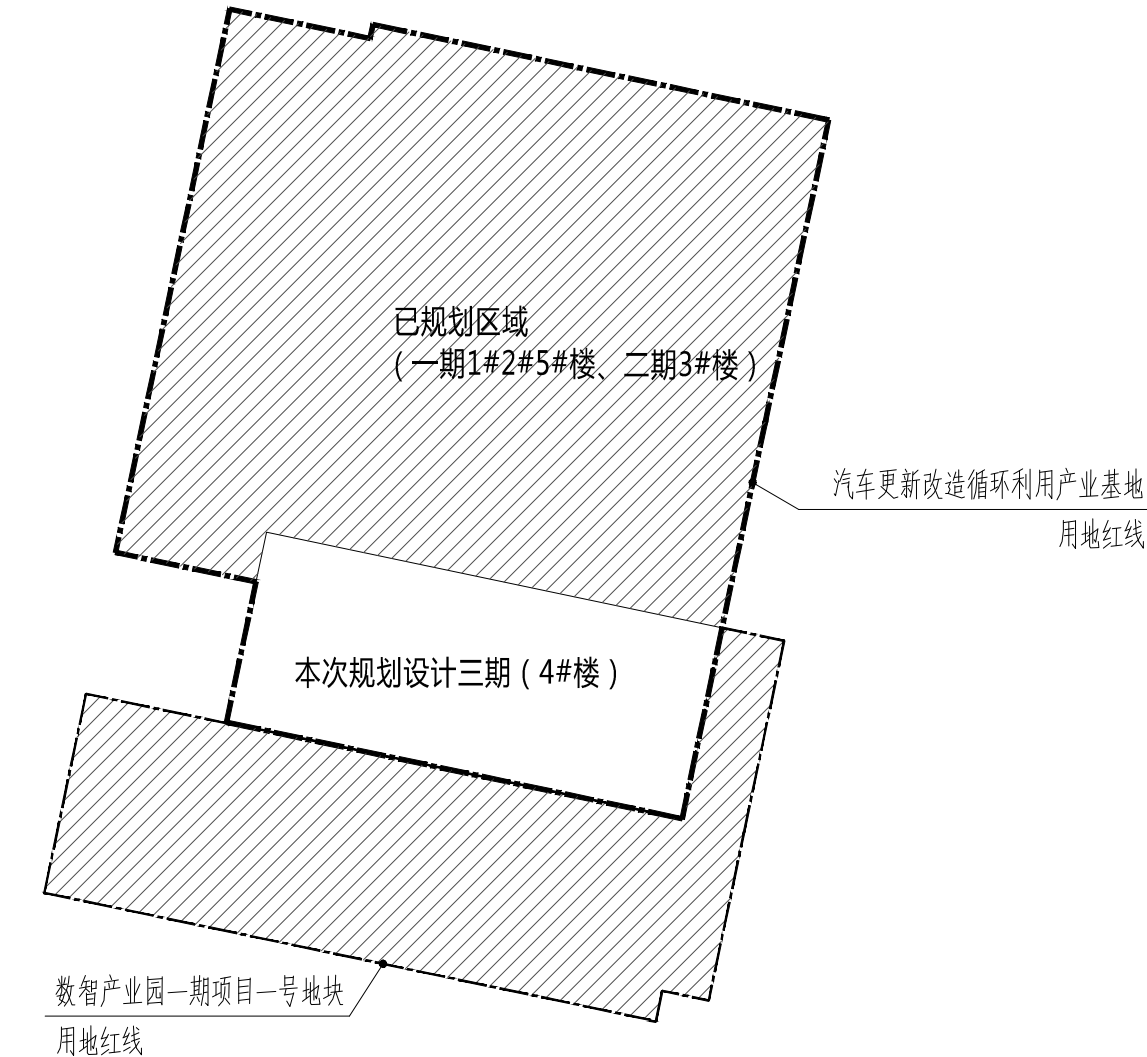 已规划区域
（一期1#2#5#楼、二期3#楼）
汽车更新改造循环利用产业基地
用地红线
本次规划设计三期（4#楼）
数智产业园一期项目一号地块
用地红线